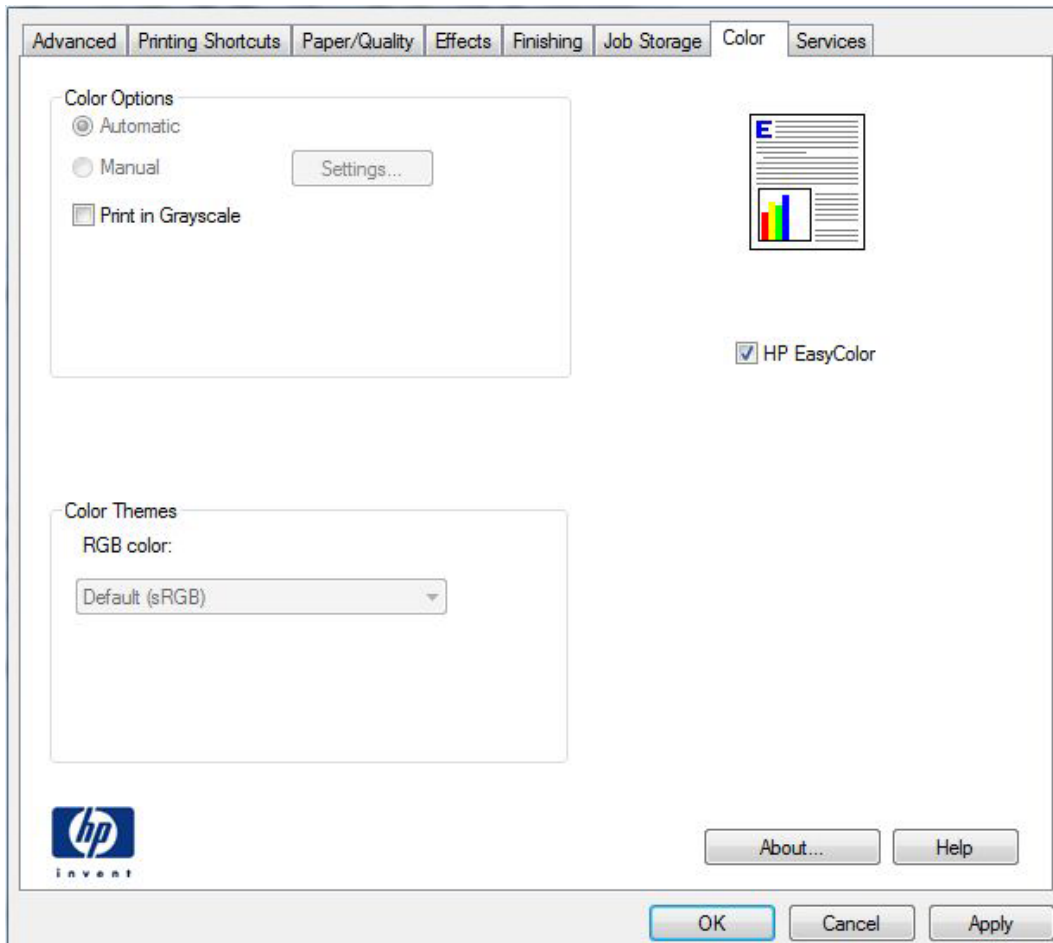 Advanced Printing Shortcuts Paper/Quality Effects Finishing Job Storage Color Services
Color Options
Automatic
Manual Settings...
Print in Grayscale
E
HP EasyColor
Color Themes
RGB color:
Default (sRGB)
hp
invent
About... Help
OK Cancel Apply